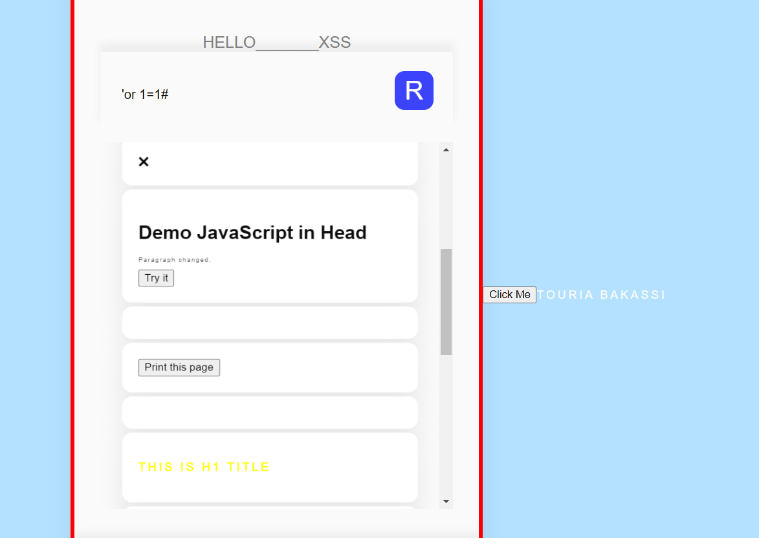 HELLO_______XSS
'or 1=1#
R
×
Demo JavaScript in Head
Paragraph changed.
Try it
Click Me TOURIA BAKASSI
Print this page
THIS IS H1 TITLE